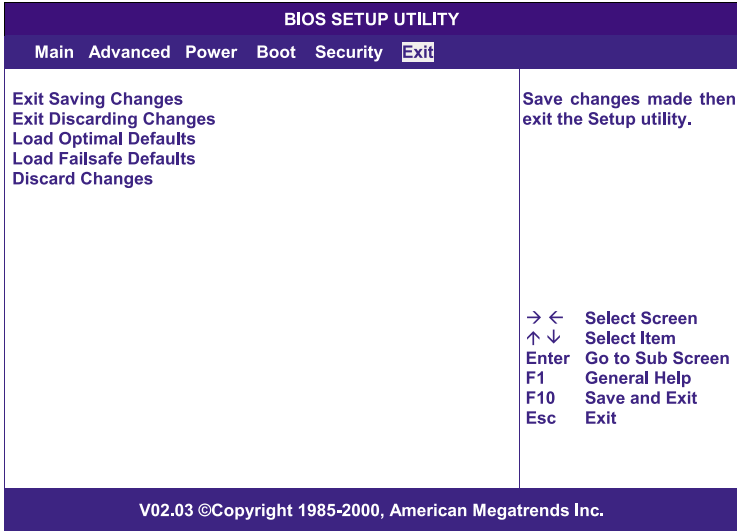 BIOS SETUP UTILITY
Main Advanced Power Boot Security Exit
Exit Saving Changes
Exit Discarding Changes
Load Optimal Defaults
Load Failsafe Defaults
Discard Changes
Save changes made then
exit the Setup utility.
→ ← Select Screen
↑ ↓ Select Item
Enter Go to Sub Screen
F1 General Help
F10 Save and Exit
Esc Exit
V02.03 ©Copyright 1985-2000, American Megatrends Inc.